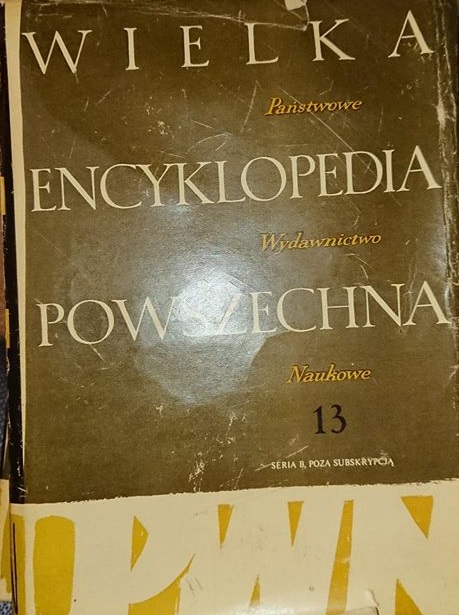 WIELKA
Państwowe
ENCYKLOPEDIA
Wydawnictwo
POWSZECHNA
Naukowe
13
SERIA B, POZA SUBSKRYPCJĄ
PWN